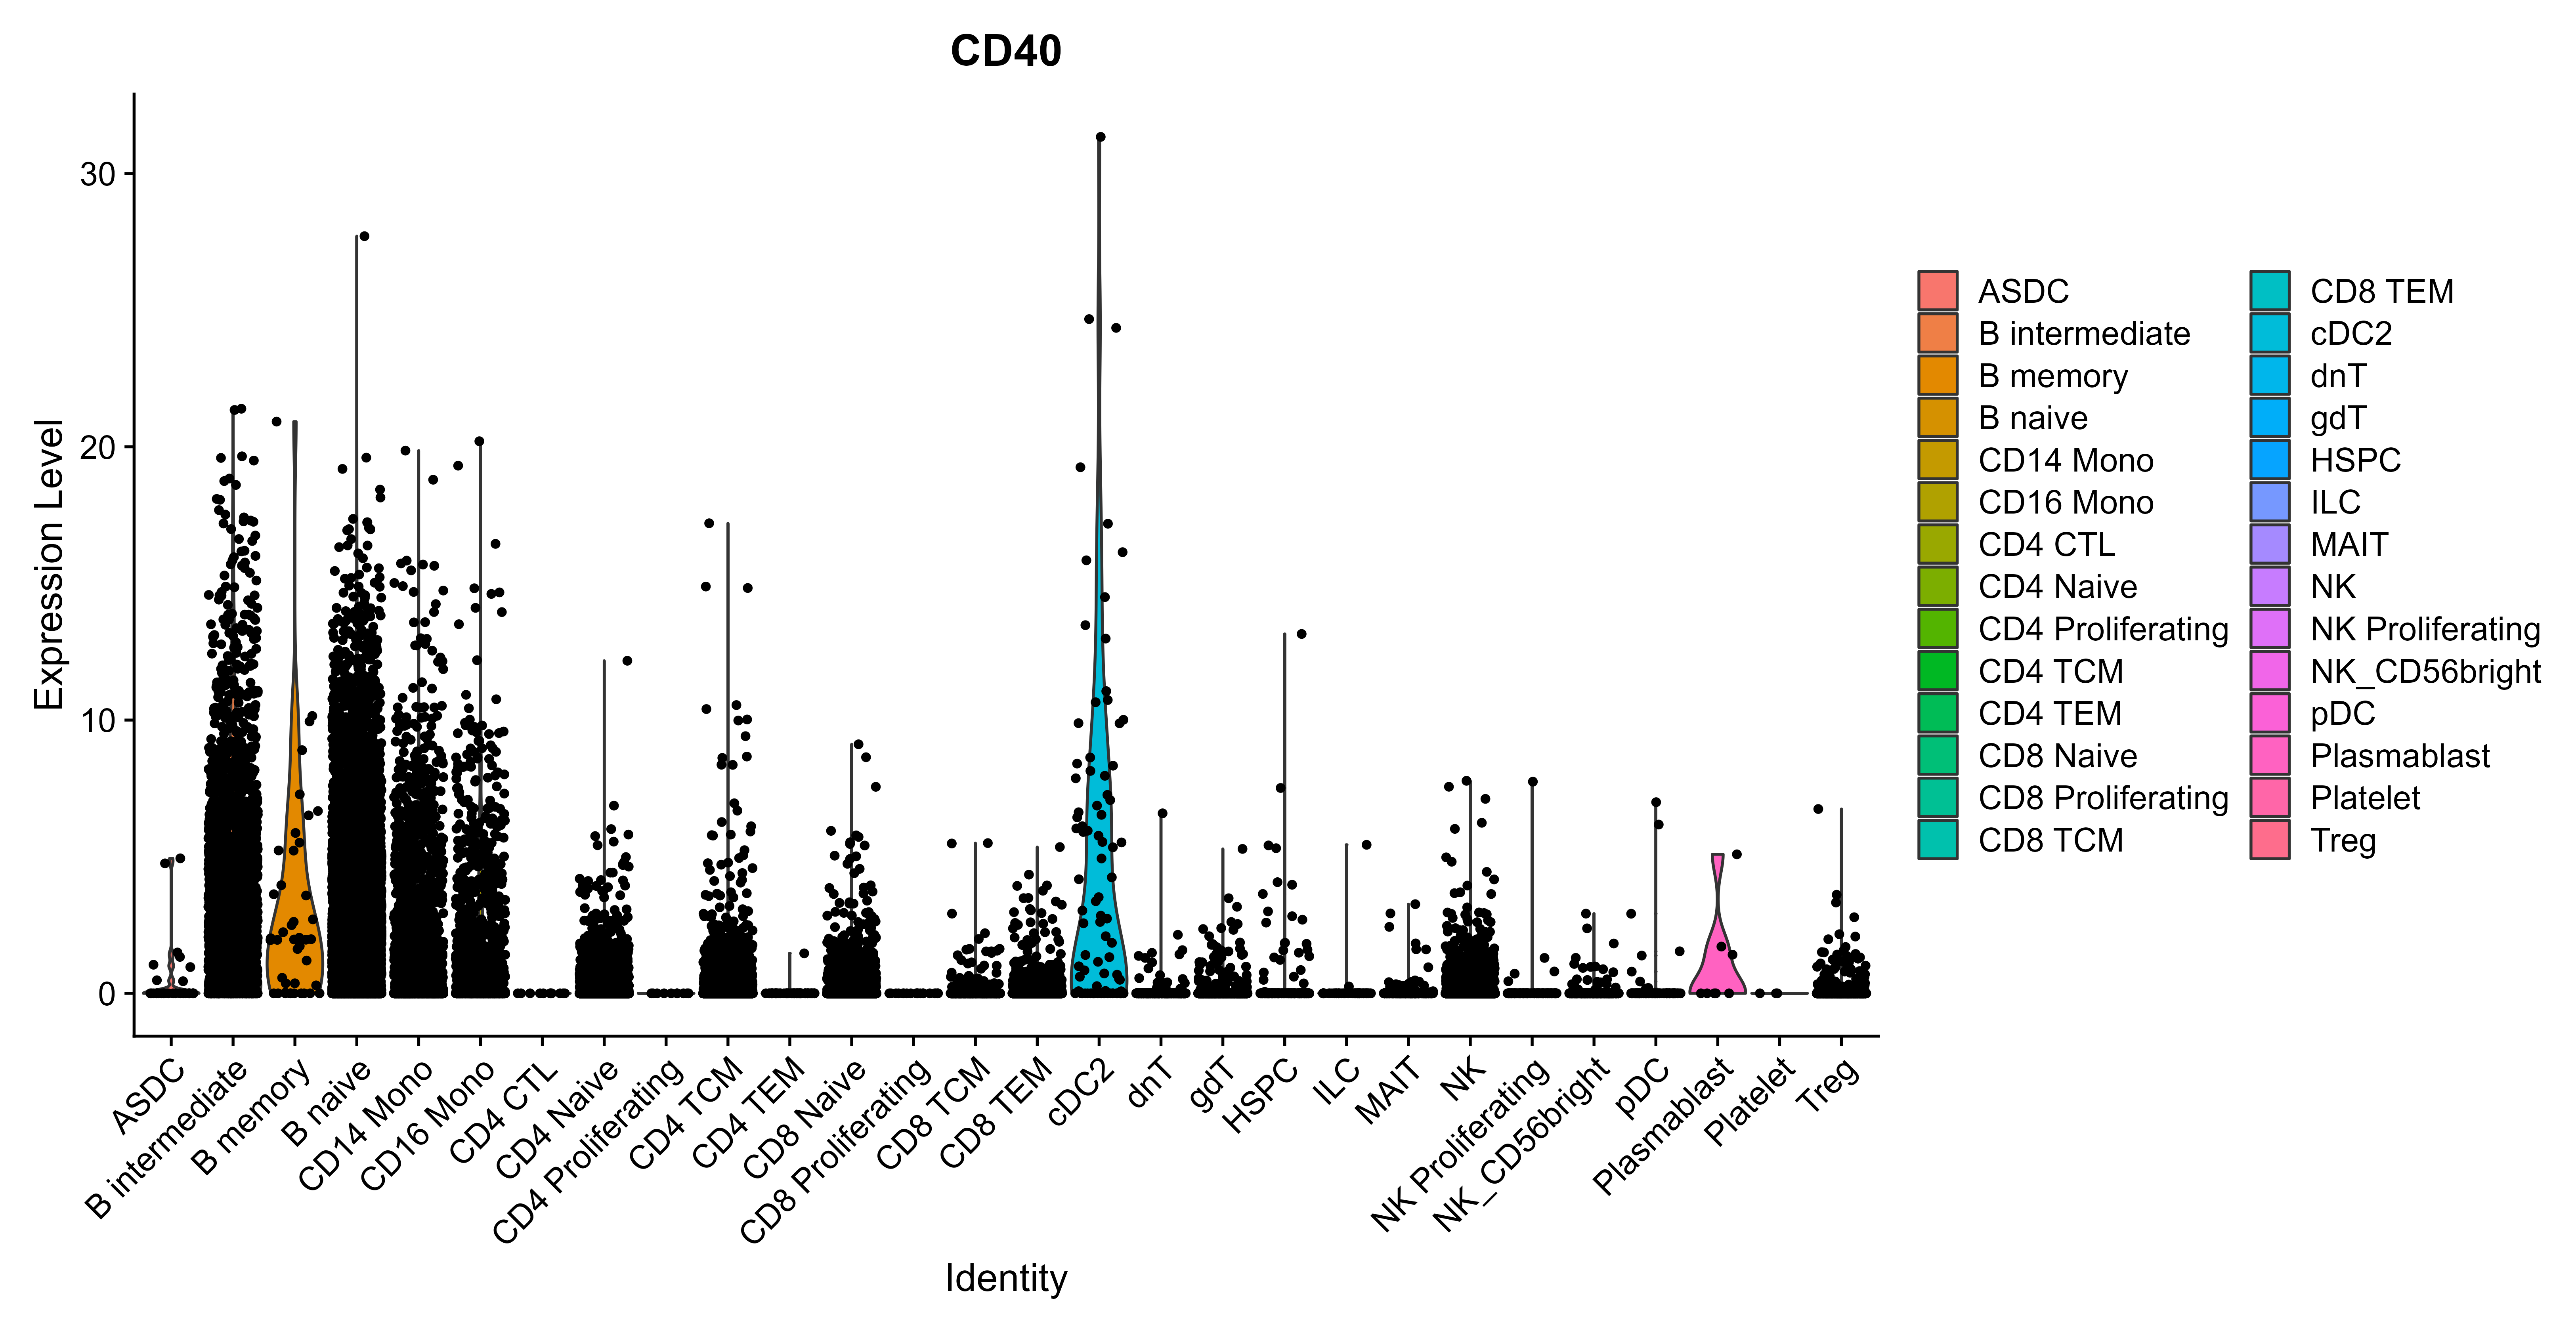 CD40
Expression Level
30
20
10
0
ASDC
B intermediate
B memory
B naive
CD14 Mono
CD16 Mono
CD4 CTL
CD4 Naive
CD4 Proliferating
CD4 TCM
CD4 TEM
CD8 Naive
CD8 Proliferating
CD8 TCM
CD8 TEM
cDC2
dnT
gdT
HSPC
ILC
MAIT
NK
NK Proliferating
NK_CD56bright
pDC
Plasmablast
Platelet
Treg
Identity
ASDC
B intermediate
B memory
B naive
CD14 Mono
CD16 Mono
CD4 CTL
CD4 Naive
CD4 Proliferating
CD4 TCM
CD4 TEM
CD8 Naive
CD8 Proliferating
CD8 TCM
CD8 TEM
cDC2
dnT
gdT
HSPC
ILC
MAIT
NK
NK Proliferating
NK_CD56bright
pDC
Plasmablast
Platelet
Treg